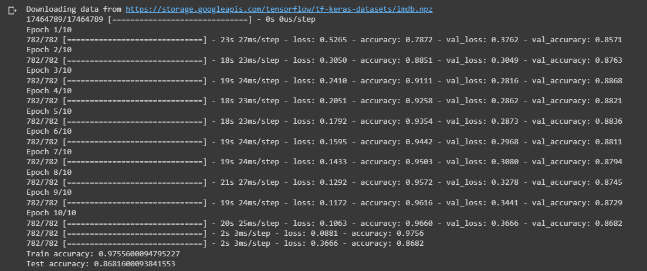 Downloading data from https://storage.googleapis.com/tensorflow/tf-keras-datasets/imdb.npz
17464789/17464789 [==============================] - 0s 0us/step
Epoch 1/10
782/782 [==============================] - 23s 27ms/step - loss: 0.5265 - accuracy: 0.7872 - val_loss: 0.3762 - val_accuracy: 0.8571
Epoch 2/10
782/782 [==============================] - 18s 23ms/step - loss: 0.3050 - accuracy: 0.8851 - val_loss: 0.3049 - val_accuracy: 0.8763
Epoch 3/10
782/782 [==============================] - 19s 24ms/step - loss: 0.2410 - accuracy: 0.9111 - val_loss: 0.2816 - val_accuracy: 0.8868
Epoch 4/10
782/782 [==============================] - 18s 23ms/step - loss: 0.2051 - accuracy: 0.9258 - val_loss: 0.2862 - val_accuracy: 0.8821
Epoch 5/10
782/782 [==============================] - 18s 23ms/step - loss: 0.1792 - accuracy: 0.9354 - val_loss: 0.2873 - val_accuracy: 0.8836
Epoch 6/10
782/782 [==============================] - 19s 24ms/step - loss: 0.1595 - accuracy: 0.9442 - val_loss: 0.2968 - val_accuracy: 0.8811
Epoch 7/10
782/782 [==============================] - 19s 24ms/step - loss: 0.1433 - accuracy: 0.9503 - val_loss: 0.3080 - val_accuracy: 0.8794
Epoch 8/10
782/782 [==============================] - 21s 27ms/step - loss: 0.1292 - accuracy: 0.9572 - val_loss: 0.3278 - val_accuracy: 0.8745
Epoch 9/10
782/782 [==============================] - 19s 24ms/step - loss: 0.1172 - accuracy: 0.9616 - val_loss: 0.3441 - val_accuracy: 0.8729
Epoch 10/10
782/782 [==============================] - 20s 25ms/step - loss: 0.1063 - accuracy: 0.9660 - val_loss: 0.3666 - val_accuracy: 0.8682
782/782 [==============================] - 2s 3ms/step - loss: 0.0881 - accuracy: 0.9756
782/782 [==============================] - 2s 3ms/step - loss: 0.3666 - accuracy: 0.8682
Train accuracy: 0.9755600094795227
Test accuracy: 0.8681600093841553